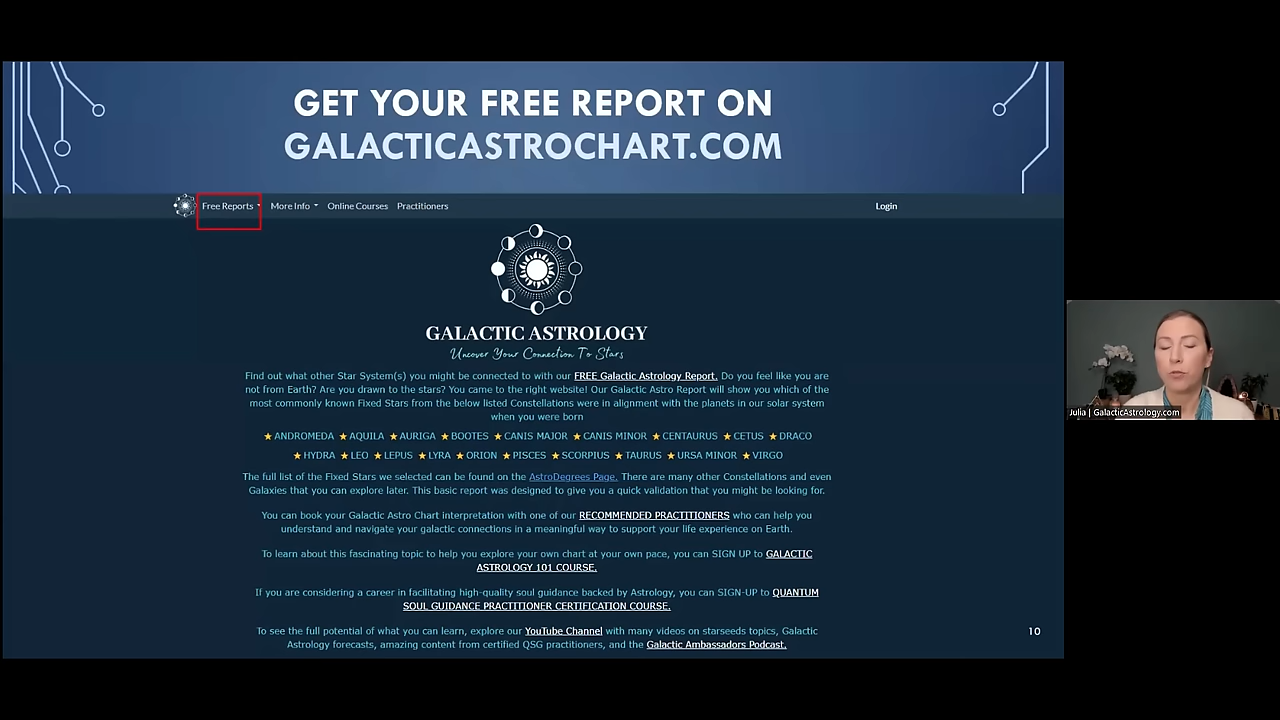 GET YOUR FREE REPORT ON
GALACTICASTROCHART.COM
Free Reports More Info Online Courses Practitioners Login
GALACTIC ASTROLOGY
Uncover Your Connection To Stars
Find out what other Star System(s) you might be connected to with our FREE Galactic Astrology Report. Do you feel like you are
not from Earth? Are you drawn to the stars? You came to the right website! Our Galactic Astro Report will show you which of the
most commonly known Fixed Stars from the below listed Constellations were in alignment with the planets in our solar system
when you were born
★ ANDROMEDA ★ AQUILA ★ AURIGA ★ BOOTES ★ CANIS MAJOR ★ CANIS MINOR ★ CENTAURUS ★ CETUS ★ DRACO
★ HYDRA ★ LEO ★ LEPUS ★ LYRA ★ ORION ★ PISCES ★ SCORPIUS ★ TAURUS ★ URSA MINOR ★ VIRGO
The full list of the Fixed Stars we selected can be found on the AstroDegrees Page. There are many other Constellations and even
Galaxies that you can explore later. This basic report was designed to give you a quick validation that you might be looking for.
You can book your Galactic Astro Chart interpretation with one of our RECOMMENDED PRACTITIONERS who can help you
understand and navigate your galactic connections in a meaningful way to support your life experience on Earth.
To learn about this fascinating topic to help you explore your own chart at your own pace, you can SIGN UP to GALACTIC
ASTROLOGY 101 COURSE.
If you are considering a career in facilitating high-quality soul guidance backed by Astrology, you can SIGN-UP to QUANTUM
SOUL GUIDANCE PRACTITIONER CERTIFICATION COURSE.
To see the full potential of what you can learn, explore our YouTube Channel with many videos on starseeds topics, Galactic
Astrology forecasts, amazing content from certified QSG practitioners, and the Galactic Ambassadors Podcast.
10
Julia | GalacticAstrology.com